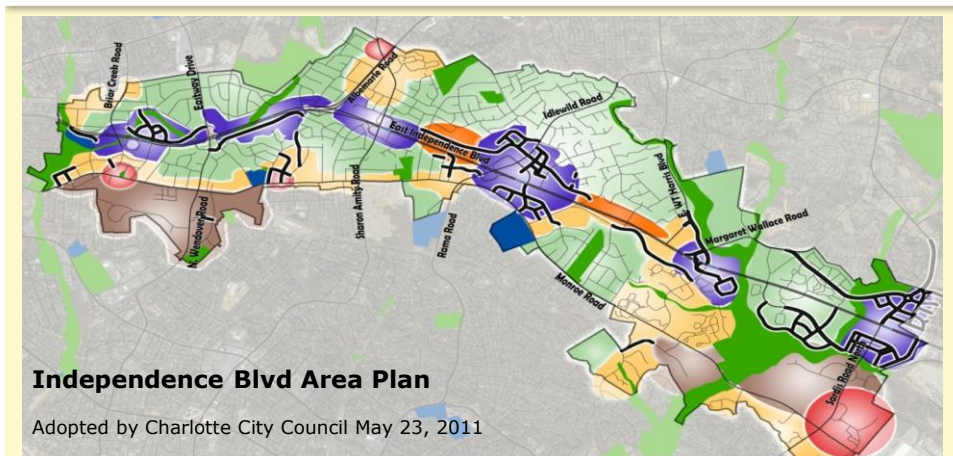 Briar Creek Road
Eastway Drive
Albemarle Road
Idlewild Road
East Independence Blvd
E. WT Harris Blvd
Margaret Wallace Road
N. Wendover Road
Sharon Amity Road
Rama Road
Monroe Road
Sardis Road North
Independence Blvd Area Plan
Adopted by Charlotte City Council May 23, 2011